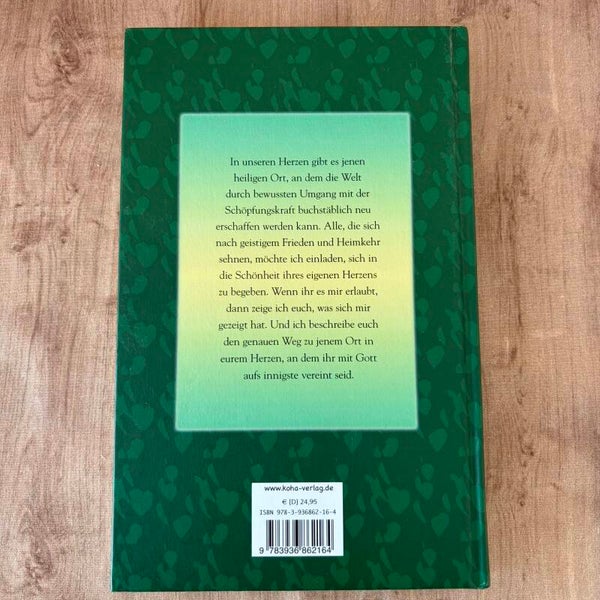 In unseren Herzen gibt es jenen
heiligen Ort, an dem die Welt
durch bewussten Umgang mit der
Schöpfungskraft buchstäblich neu
erschaffen werden kann. Alle, die sich
nach geistigem Frieden und Heimkehr
sehnen, möchte ich einladen, sich in
die Schönheit ihres eigenen Herzens
zu begeben. Wenn ihr es mir erlaubt,
dann zeige ich euch, was sich mir
gezeigt hat. Und ich beschreibe euch
den genauen Weg zu jenem Ort in
eurem Herzen, an dem ihr mit Gott
aufs innigste vereint seid.
www.koha-verlag.de
€ (D) 24,95
ISBN 978-3-936862-16-4
9 783936 862164